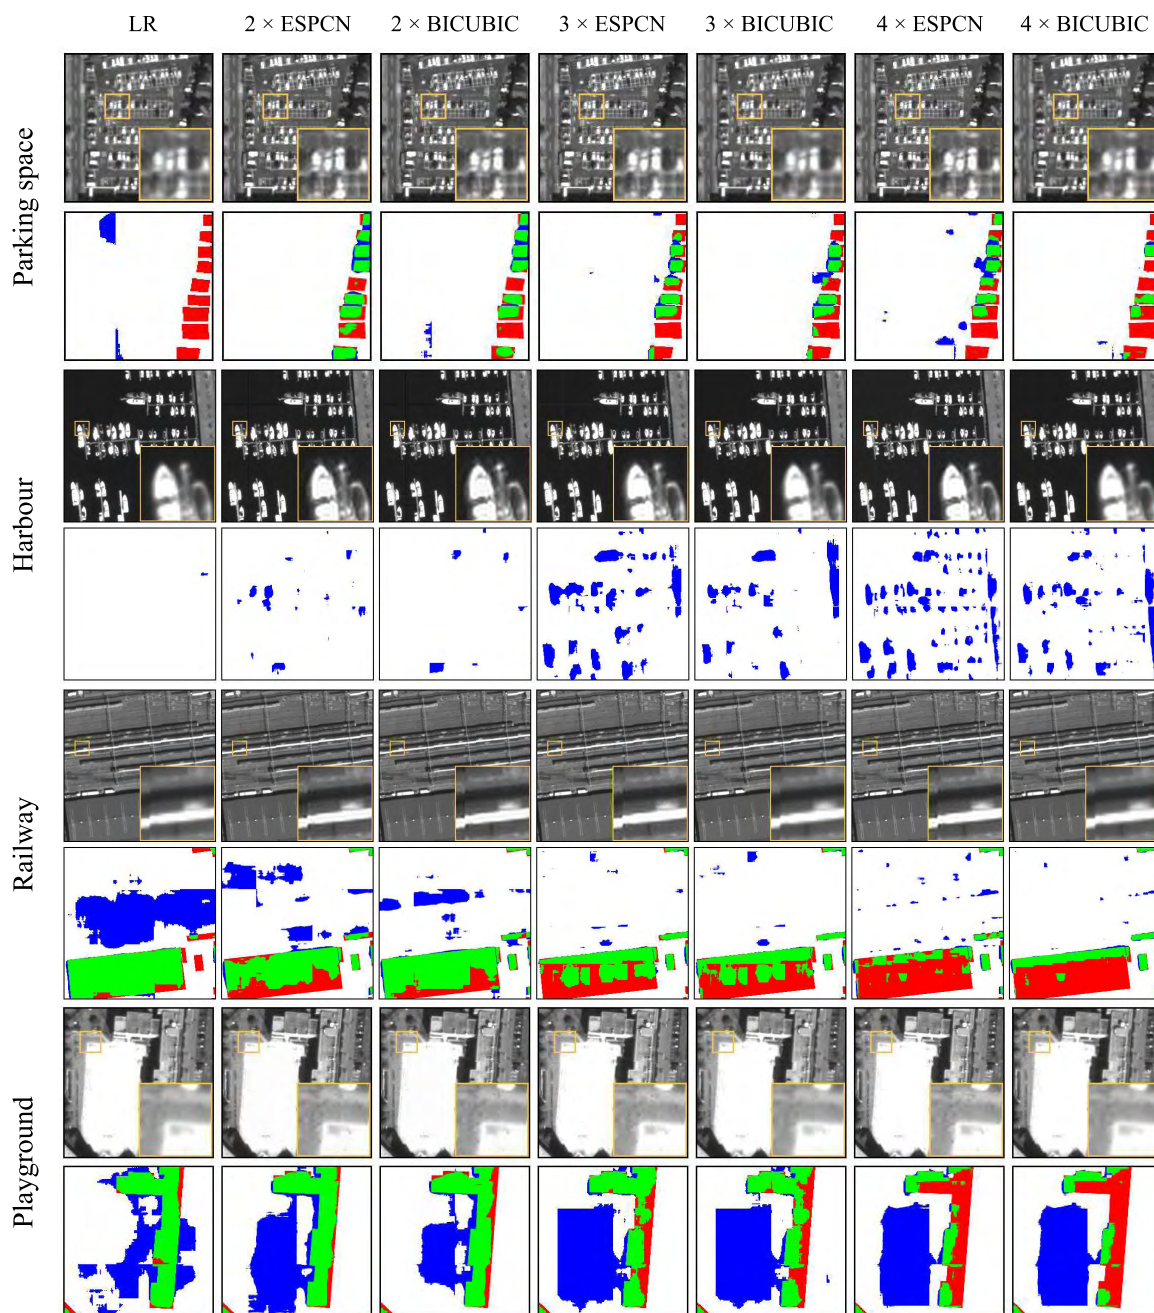 LR 2 × ESPCN 2 × BICUBIC 3 × ESPCN 3 × BICUBIC 4 × ESPCN 4 × BICUBIC
Parking space
Harbour
Railway
Playground